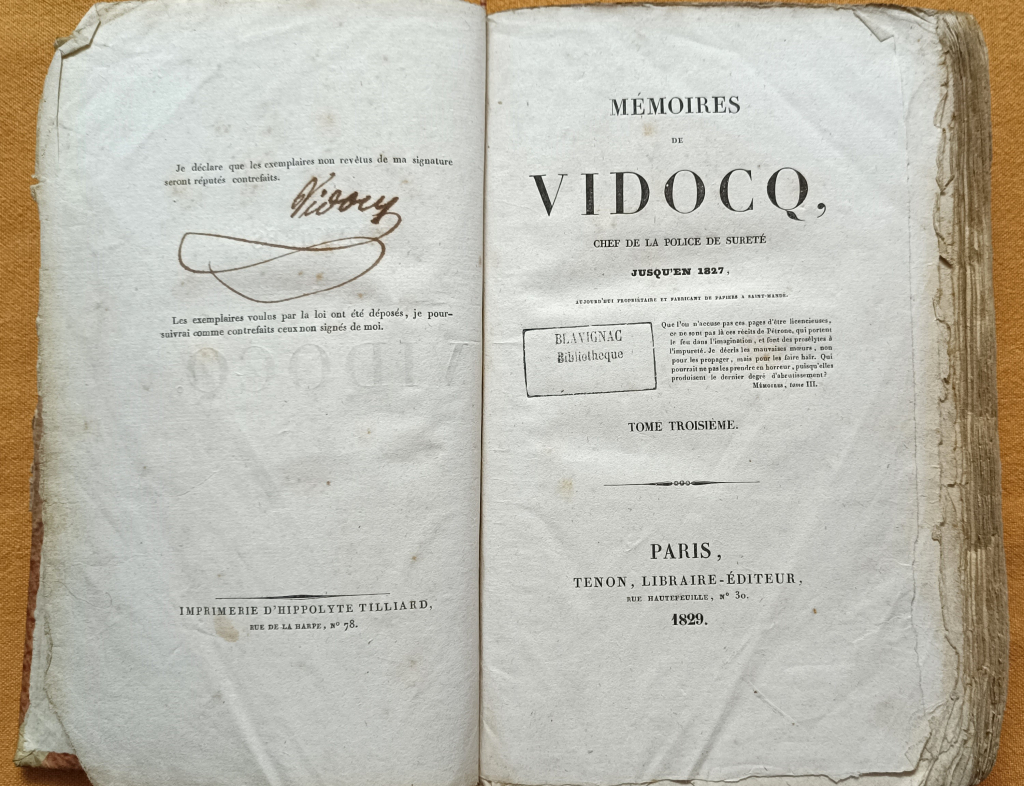 Je déclare que les exemplaires non revêtus de ma signature
seront réputés contrefaits.
Vidocq
Les exemplaires voulus par la loi ont été déposés, je pour-
suivrai comme contrefaits ceux non signés de moi.
IMPRIMERIE D'HIPPOLYTE TILLIARD,
RUE DE LA HARPE, N° 78.
MÉMOIRES
DE
VIDOCQ,
CHEF DE LA POLICE DE SURETÉ
JUSQU'EN 1827,
AUJOURD'HUI PROPRIÉTAIRE ET FABRICANT DE PAPIERS A SAINT-MANDÉ.
BLAVIGNAC
Bibliotheque
Que l'on n'accuse pas ces pages d'être licencieuses,
ce ne sont pas là ces récits de Pétrone, qui portent
le feu dans l'imagination, et font des prosélytes à
l'impureté. Je décris les mauvaises mœurs, non
pour les propager, mais pour les faire haïr. Qui
pourrait ne pas les prendre en horreur, puisqu'elles
produisent le dernier degré d'abrutissement?
MÉMOIRES, tome III.
TOME TROISIÈME.
PARIS,
TENON, LIBRAIRE-ÉDITEUR,
RUE HAUTEFEUILLE, N° 30.
1829.